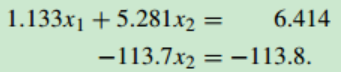 1.133x₁ + 5.281x₂ = 6.414
−113.7x₂ = −113.8.